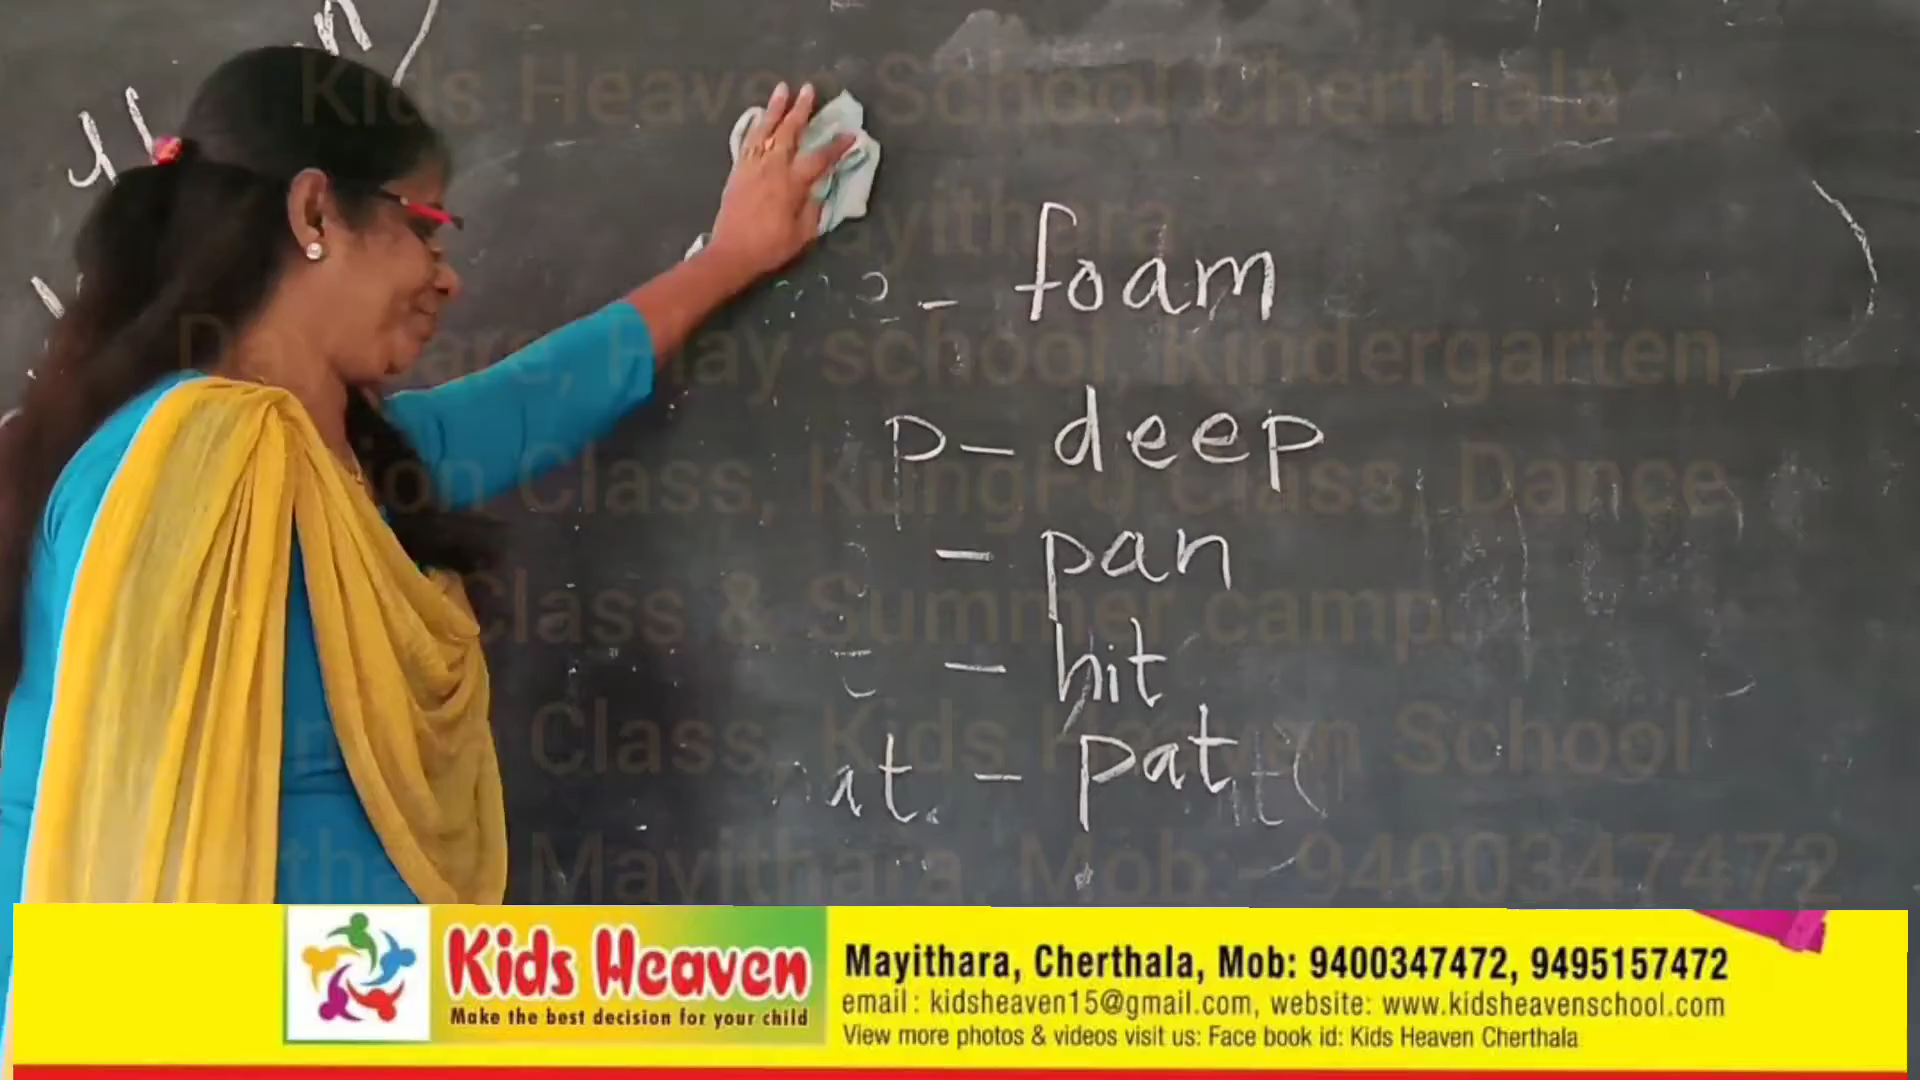 Kids Heaven School Cherthala
Mayithara
Day care, Play school, Kindergarten,
Class, KungFu Class, Dance
Class & Summer camp.
Class, Kids Heaven School
Mayithara, Mob:- 9400347472
- foam
p - deep
- pan
- hit
at. - pat
Kids Heaven
Make the best decision for your child
Mayithara, Cherthala, Mob: 9400347472, 9495157472
email : kidsheaven15@gmail.com, website: www.kidsheavenschool.com
View more photos & videos visit us: Face book id: Kids Heaven Cherthala